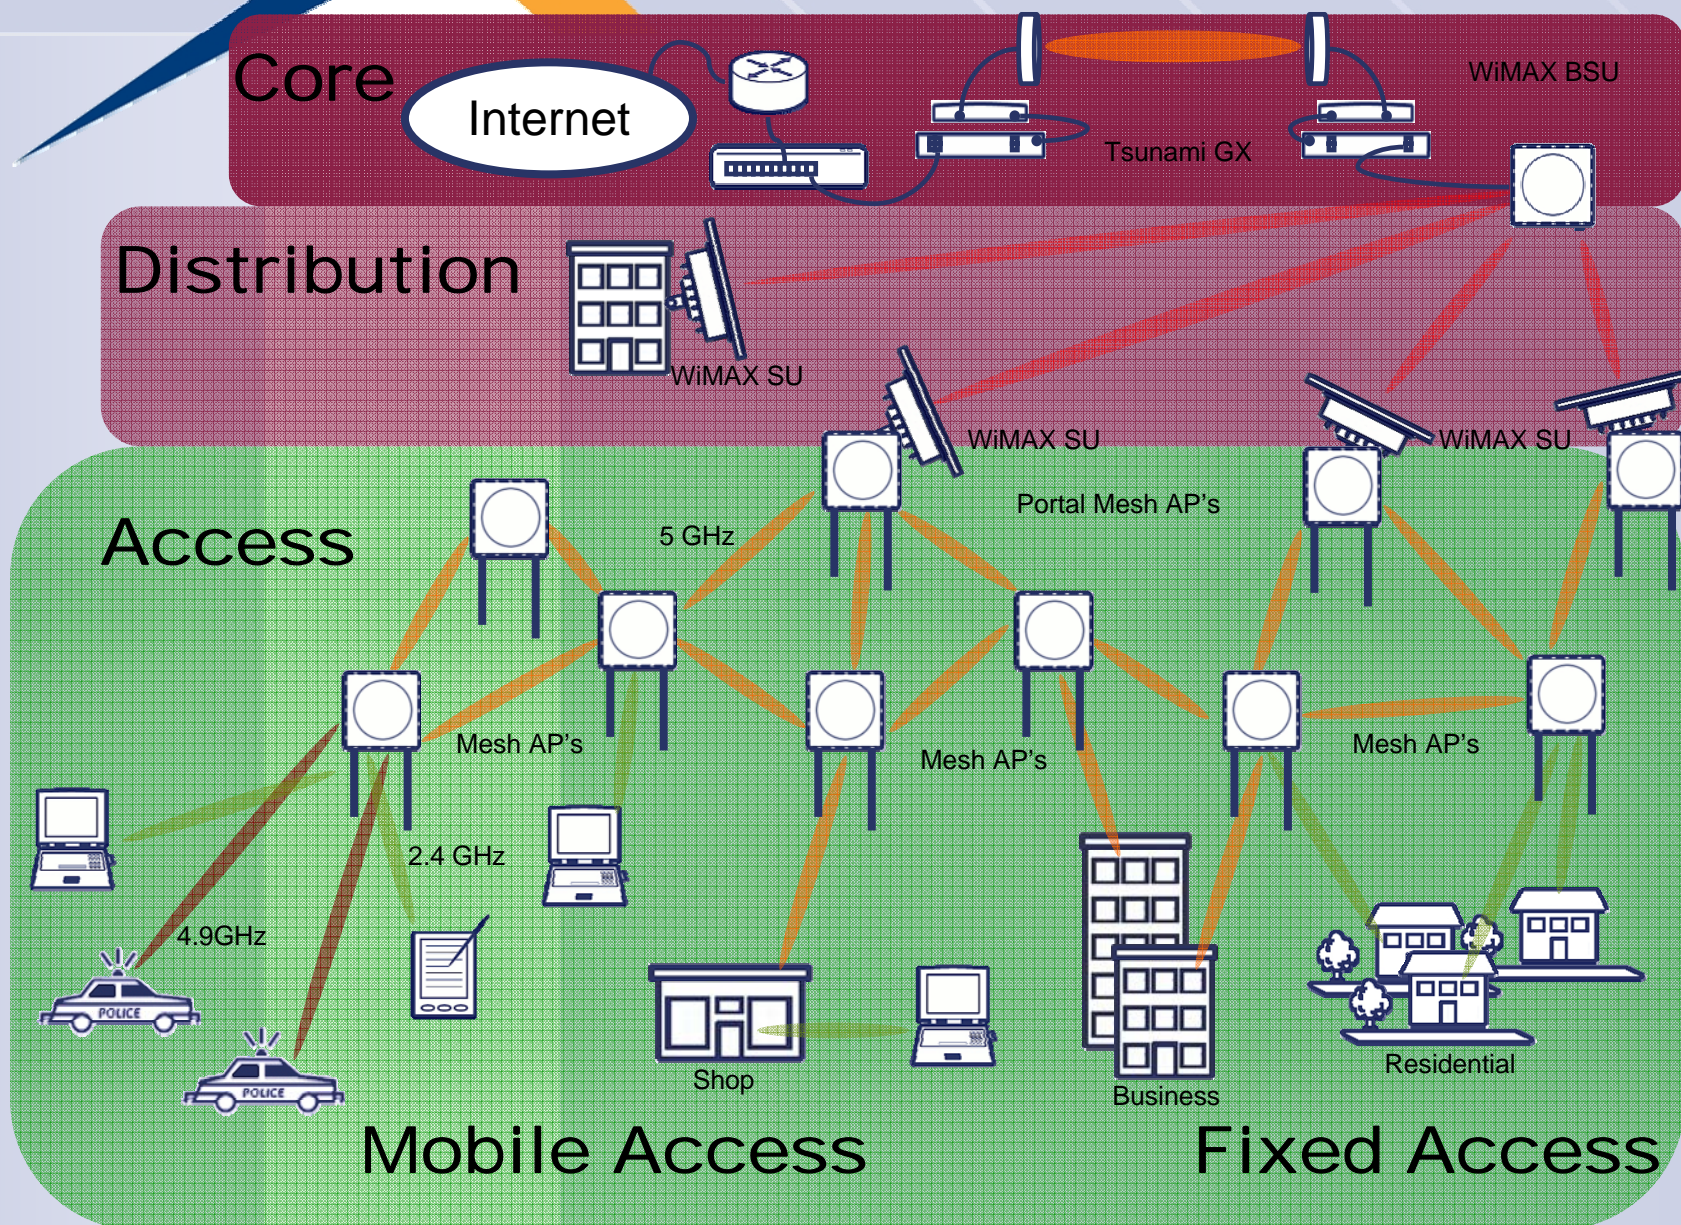 Core
Internet
WiMAX BSU
Tsunami GX
Distribution
WiMAX SU
WiMAX SU
WiMAX SU
Portal Mesh AP's
Access
5 GHz
Mesh AP's
Mesh AP's
Mesh AP's
2.4 GHz
4.9GHz
POLICE
POLICE
Shop
Business
Residential
Mobile Access
Fixed Access